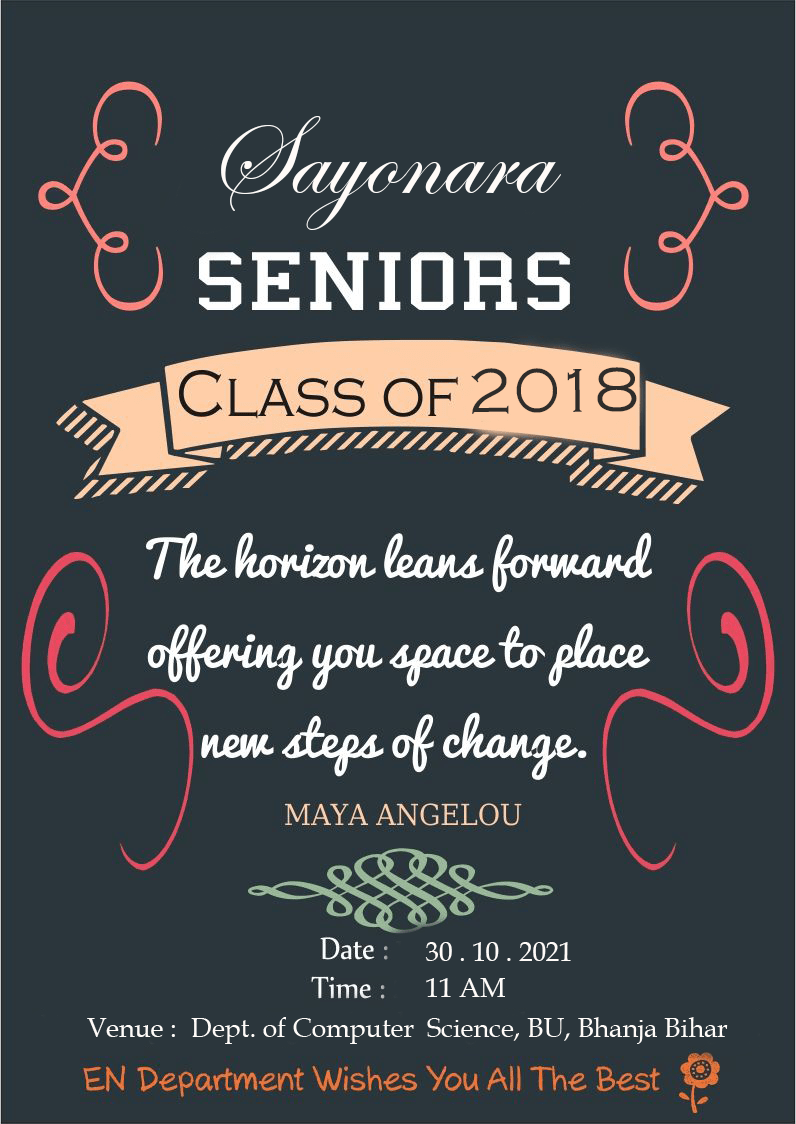 Sayonara
SENIORS
CLASS OF 2018
The horizon leans forward
offering you space to place
new steps of change.
MAYA ANGELOU
Date : 30 . 10 . 2021
Time : 11 AM
Venue : Dept. of Computer Science, BU, Bhanja Bihar
EN Department Wishes You All The Best